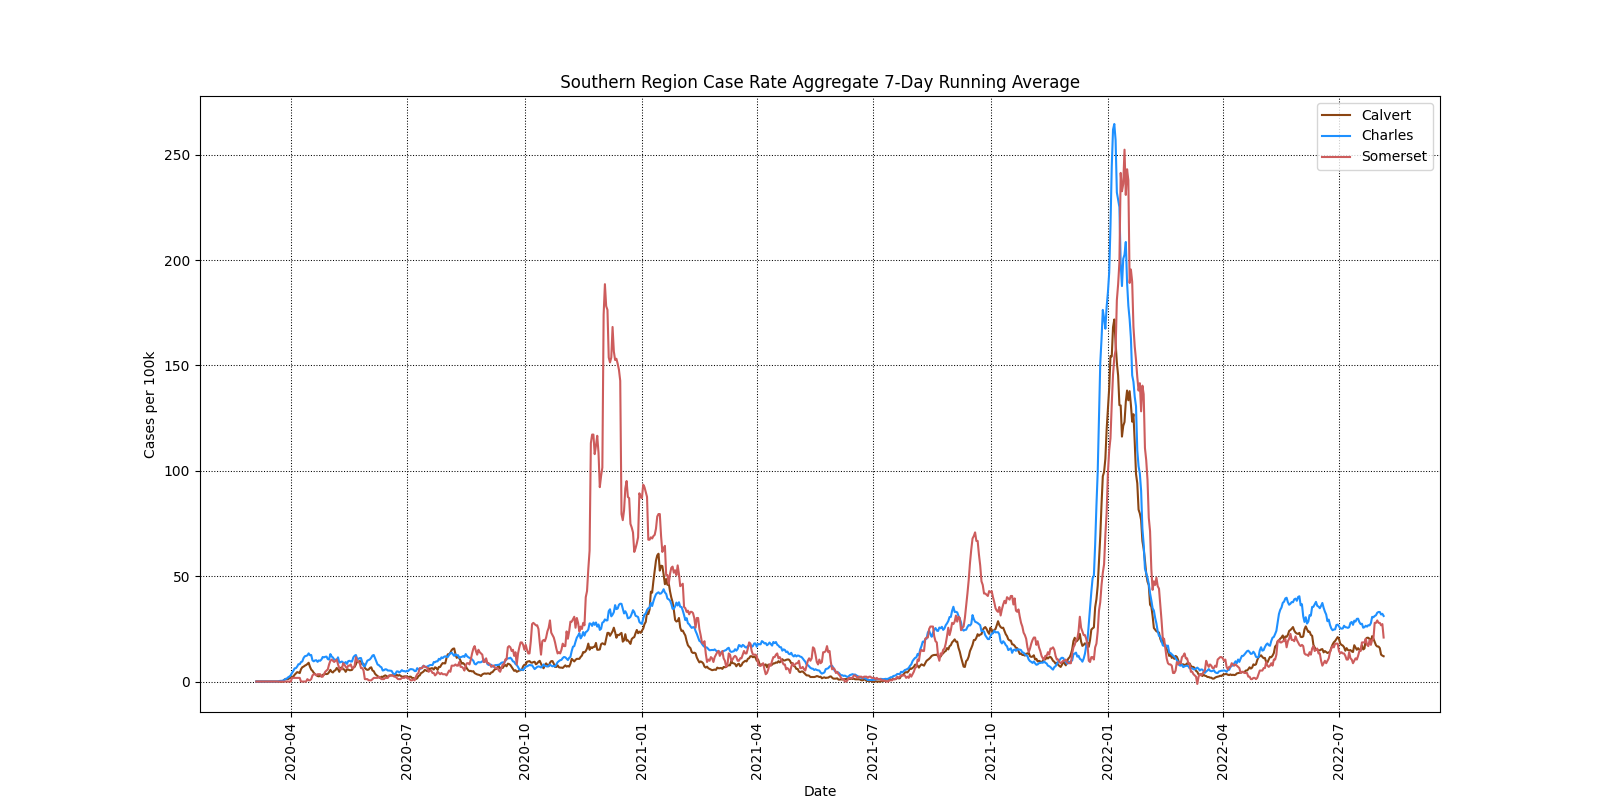 Southern Region Case Rate Aggregate 7-Day Running Average
Calvert
Charles
Somerset
Cases per 100k
250
200
150
100
50
0
2020-04
2020-07
2020-10
2021-01
2021-04
2021-07
2021-10
2022-01
2022-04
2022-07
Date